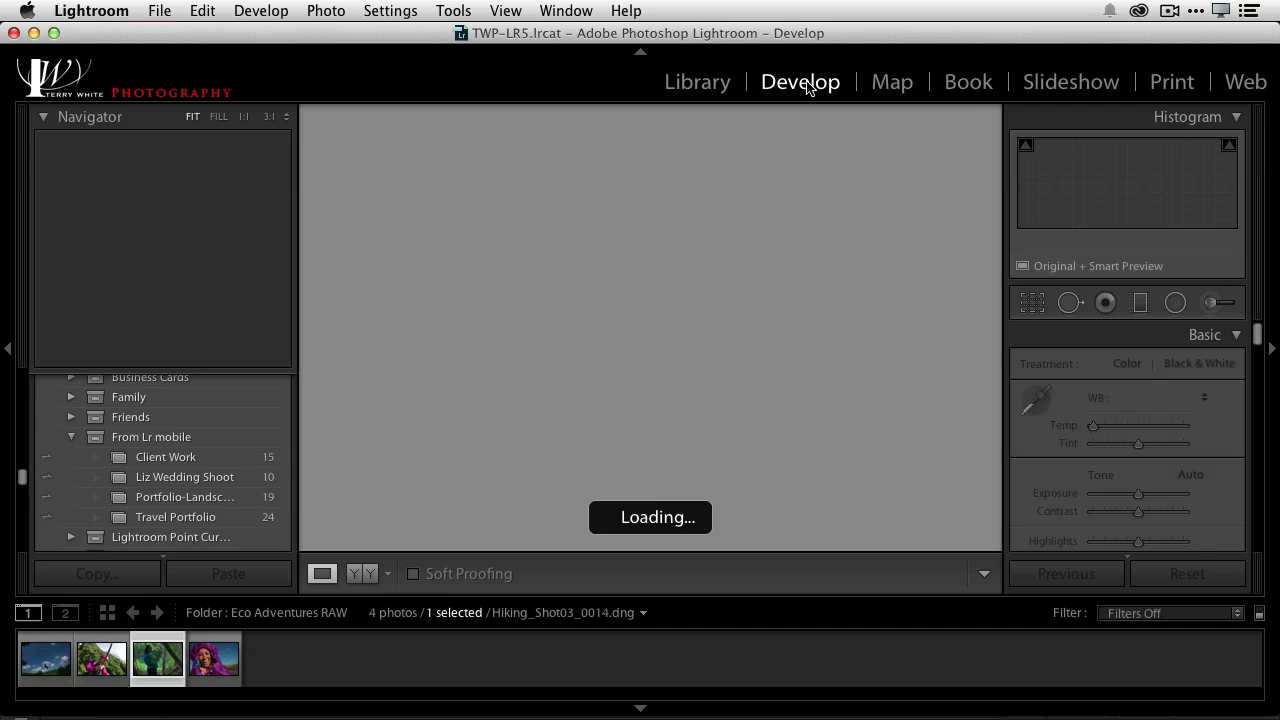 Lightroom File Edit Develop Photo Settings Tools View Window Help
Lr TWP-LR5.lrcat – Adobe Photoshop Lightroom – Develop
TERRY WHITE PHOTOGRAPHY
Library | Develop | Map | Book | Slideshow | Print | Web
Navigator FIT FILL 1:1 3:1
Histogram
Original + Smart Preview
Basic
Treatment : Color | Black & White
WB:
Temp
Tint
Tone Auto
Exposure
Contrast
Highlights
Business Cards
Family
Friends
From Lr mobile
Client Work 15
Liz Wedding Shoot 10
Portfolio-Landsc... 19
Travel Portfolio 24
Lightroom Point Cur...
Loading...
Copy... Paste
Y Y Soft Proofing
Previous Reset
1 2 Folder : Eco Adventures RAW 4 photos / 1 selected / Hiking_Shot03_0014.dng
Filter : Filters Off